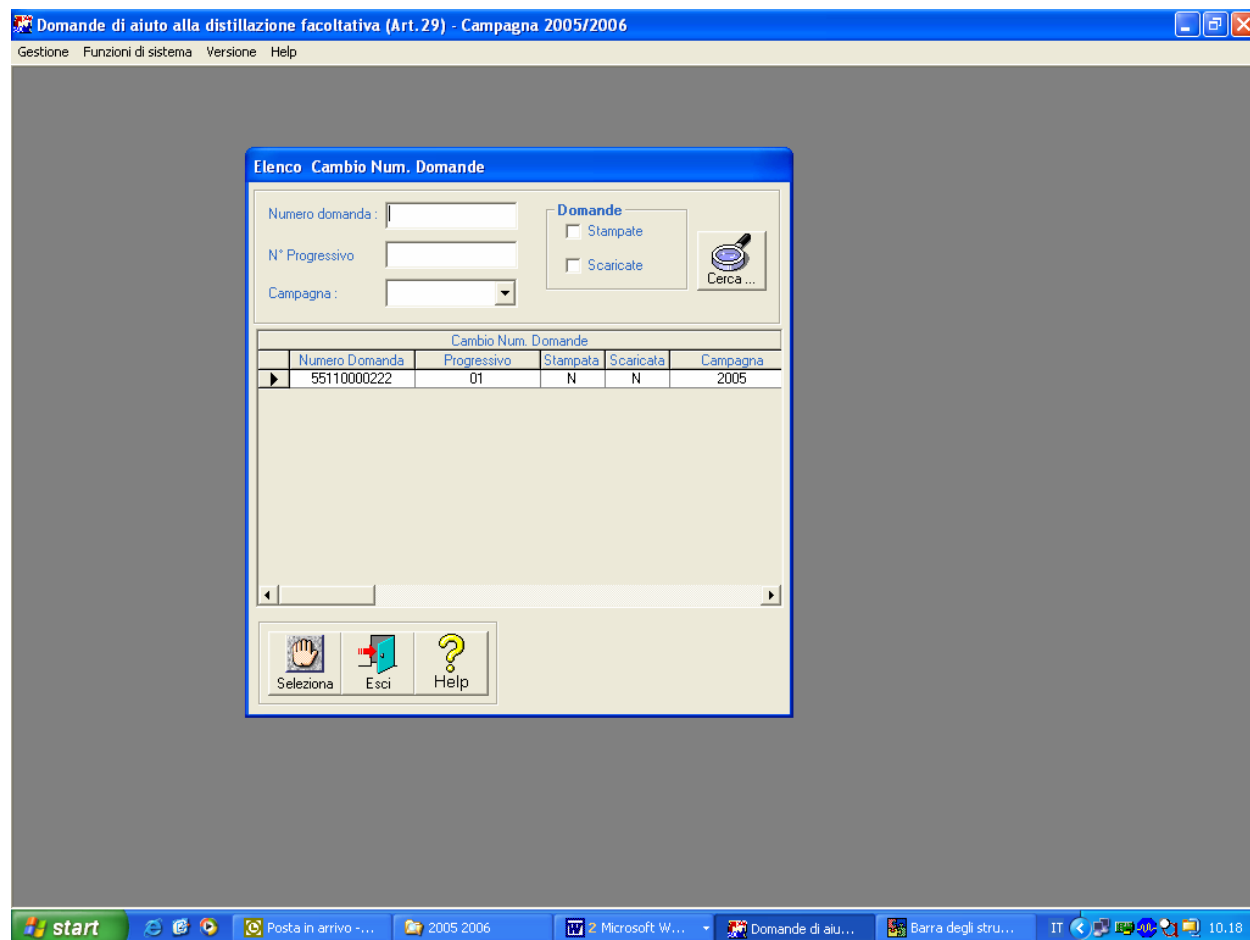 Domande di aiuto alla distillazione facoltativa (Art.29) - Campagna 2005/2006
Gestione Funzioni di sistema Versione Help
Elenco Cambio Num. Domande
Numero domanda :
Domande
Stampate
N° Progressivo
Scaricate
Cerca ...
Campagna :
Cambio Num. Domande
Numero Domanda Progressivo Stampata Scaricata Campagna
55110000222 01 N N 2005
Seleziona Esci Help
start Posta in arrivo -... 2005 2006 2 Microsoft W... Domande di aiu... Barra degli stru... IT 10.18